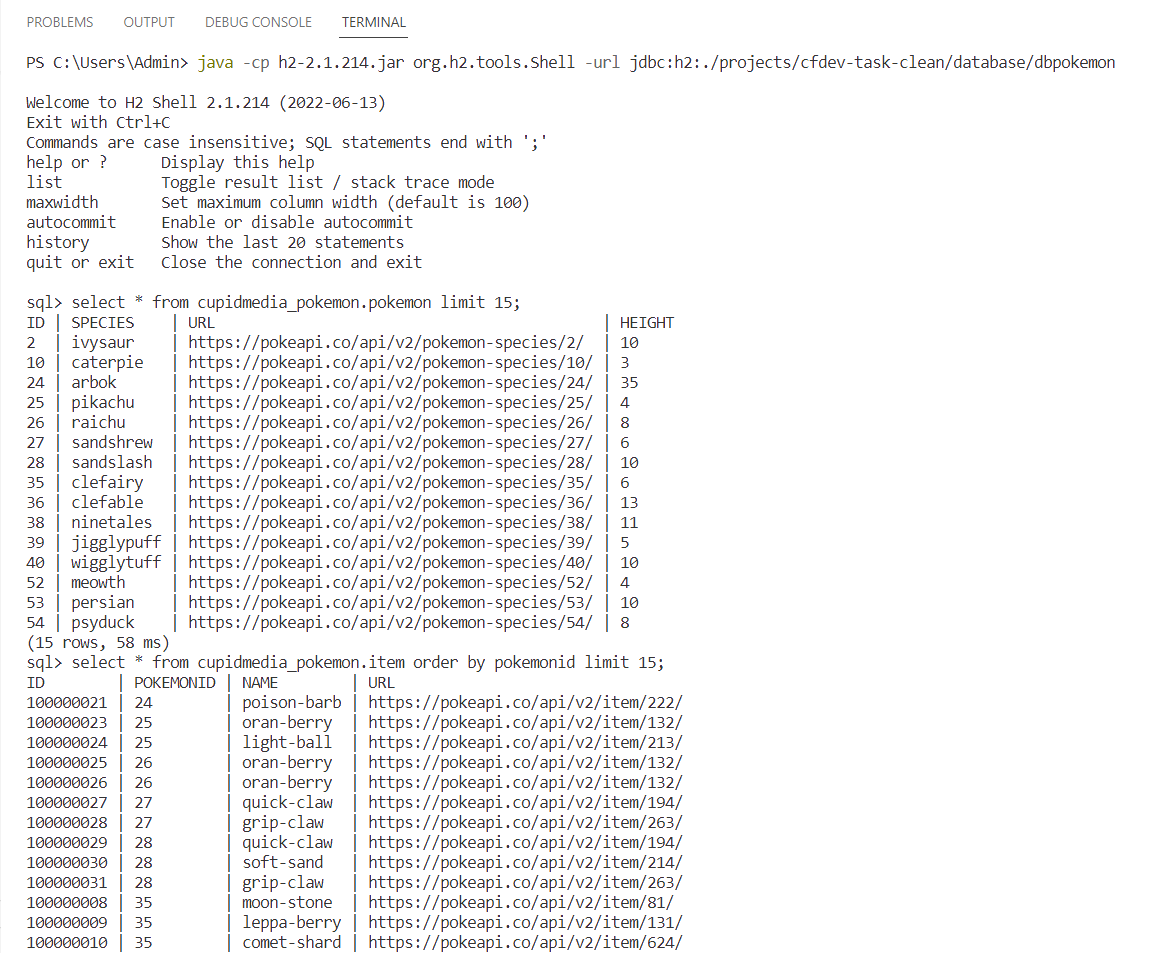 PROBLEMS OUTPUT DEBUG CONSOLE TERMINAL
PS C:\Users\Admin> java -cp h2-2.1.214.jar org.h2.tools.Shell -url jdbc:h2:./projects/cfdev-task-clean/database/dbpokemon
Welcome to H2 Shell 2.1.214 (2022-06-13)
Exit with Ctrl+C
Commands are case insensitive; SQL statements end with ';'
help or ?      Display this help
list           Toggle result list / stack trace mode
maxwidth       Set maximum column width (default is 100)
autocommit     Enable or disable autocommit
history        Show the last 20 statements
quit or exit   Close the connection and exit
sql> select * from cupidmedia_pokemon.pokemon limit 15;
ID | SPECIES    | URL                                          | HEIGHT
2  | ivysaur    | https://pokeapi.co/api/v2/pokemon-species/2/  | 10
10 | caterpie   | https://pokeapi.co/api/v2/pokemon-species/10/ | 3
24 | arbok      | https://pokeapi.co/api/v2/pokemon-species/24/ | 35
25 | pikachu    | https://pokeapi.co/api/v2/pokemon-species/25/ | 4
26 | raichu     | https://pokeapi.co/api/v2/pokemon-species/26/ | 8
27 | sandshrew  | https://pokeapi.co/api/v2/pokemon-species/27/ | 6
28 | sandslash  | https://pokeapi.co/api/v2/pokemon-species/28/ | 10
35 | clefairy   | https://pokeapi.co/api/v2/pokemon-species/35/ | 6
36 | clefable   | https://pokeapi.co/api/v2/pokemon-species/36/ | 13
38 | ninetales  | https://pokeapi.co/api/v2/pokemon-species/38/ | 11
39 | jigglypuff | https://pokeapi.co/api/v2/pokemon-species/39/ | 5
40 | wigglytuff | https://pokeapi.co/api/v2/pokemon-species/40/ | 10
52 | meowth     | https://pokeapi.co/api/v2/pokemon-species/52/ | 4
53 | persian    | https://pokeapi.co/api/v2/pokemon-species/53/ | 10
54 | psyduck    | https://pokeapi.co/api/v2/pokemon-species/54/ | 8
(15 rows, 58 ms)
sql> select * from cupidmedia_pokemon.item order by pokemonid limit 15;
ID        | POKEMONID | NAME        | URL
100000021 | 24        | poison-barb | https://pokeapi.co/api/v2/item/222/
100000023 | 25        | oran-berry  | https://pokeapi.co/api/v2/item/132/
100000024 | 25        | light-ball  | https://pokeapi.co/api/v2/item/213/
100000025 | 26        | oran-berry  | https://pokeapi.co/api/v2/item/132/
100000026 | 26        | oran-berry  | https://pokeapi.co/api/v2/item/132/
100000027 | 27        | quick-claw  | https://pokeapi.co/api/v2/item/194/
100000028 | 27        | grip-claw   | https://pokeapi.co/api/v2/item/263/
100000029 | 28        | quick-claw  | https://pokeapi.co/api/v2/item/194/
100000030 | 28        | soft-sand   | https://pokeapi.co/api/v2/item/214/
100000031 | 28        | grip-claw   | https://pokeapi.co/api/v2/item/263/
100000008 | 35        | moon-stone  | https://pokeapi.co/api/v2/item/81/
100000009 | 35        | leppa-berry | https://pokeapi.co/api/v2/item/131/
100000010 | 35        | comet-shard | https://pokeapi.co/api/v2/item/624/